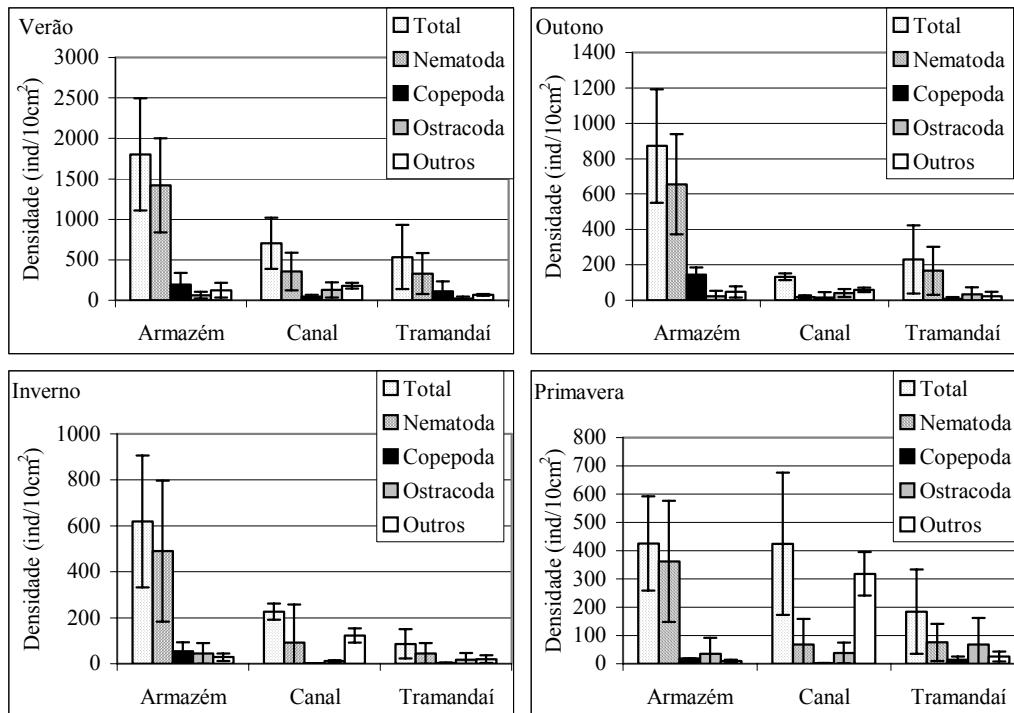 Verão
Total
Nematoda
Copepoda
Ostracoda
Outros
Densidade (ind/10cm²)
3000
2500
2000
1500
1000
500
0
Armazém Canal Tramandaí
Outono
Total
Nematoda
Copepoda
Ostracoda
Outros
Densidade (ind/10cm²)
1400
1200
1000
800
600
400
200
0
Armazém Canal Tramandaí
Inverno
Total
Nematoda
Copepoda
Ostracoda
Outros
Densidade (ind/10cm²)
1000
800
600
400
200
0
Armazém Canal Tramandaí
Primavera
Total
Nematoda
Copepoda
Ostracoda
Outros
Densidade (ind/10cm²)
800
700
600
500
400
300
200
100
0
Armazém Canal Tramandaí